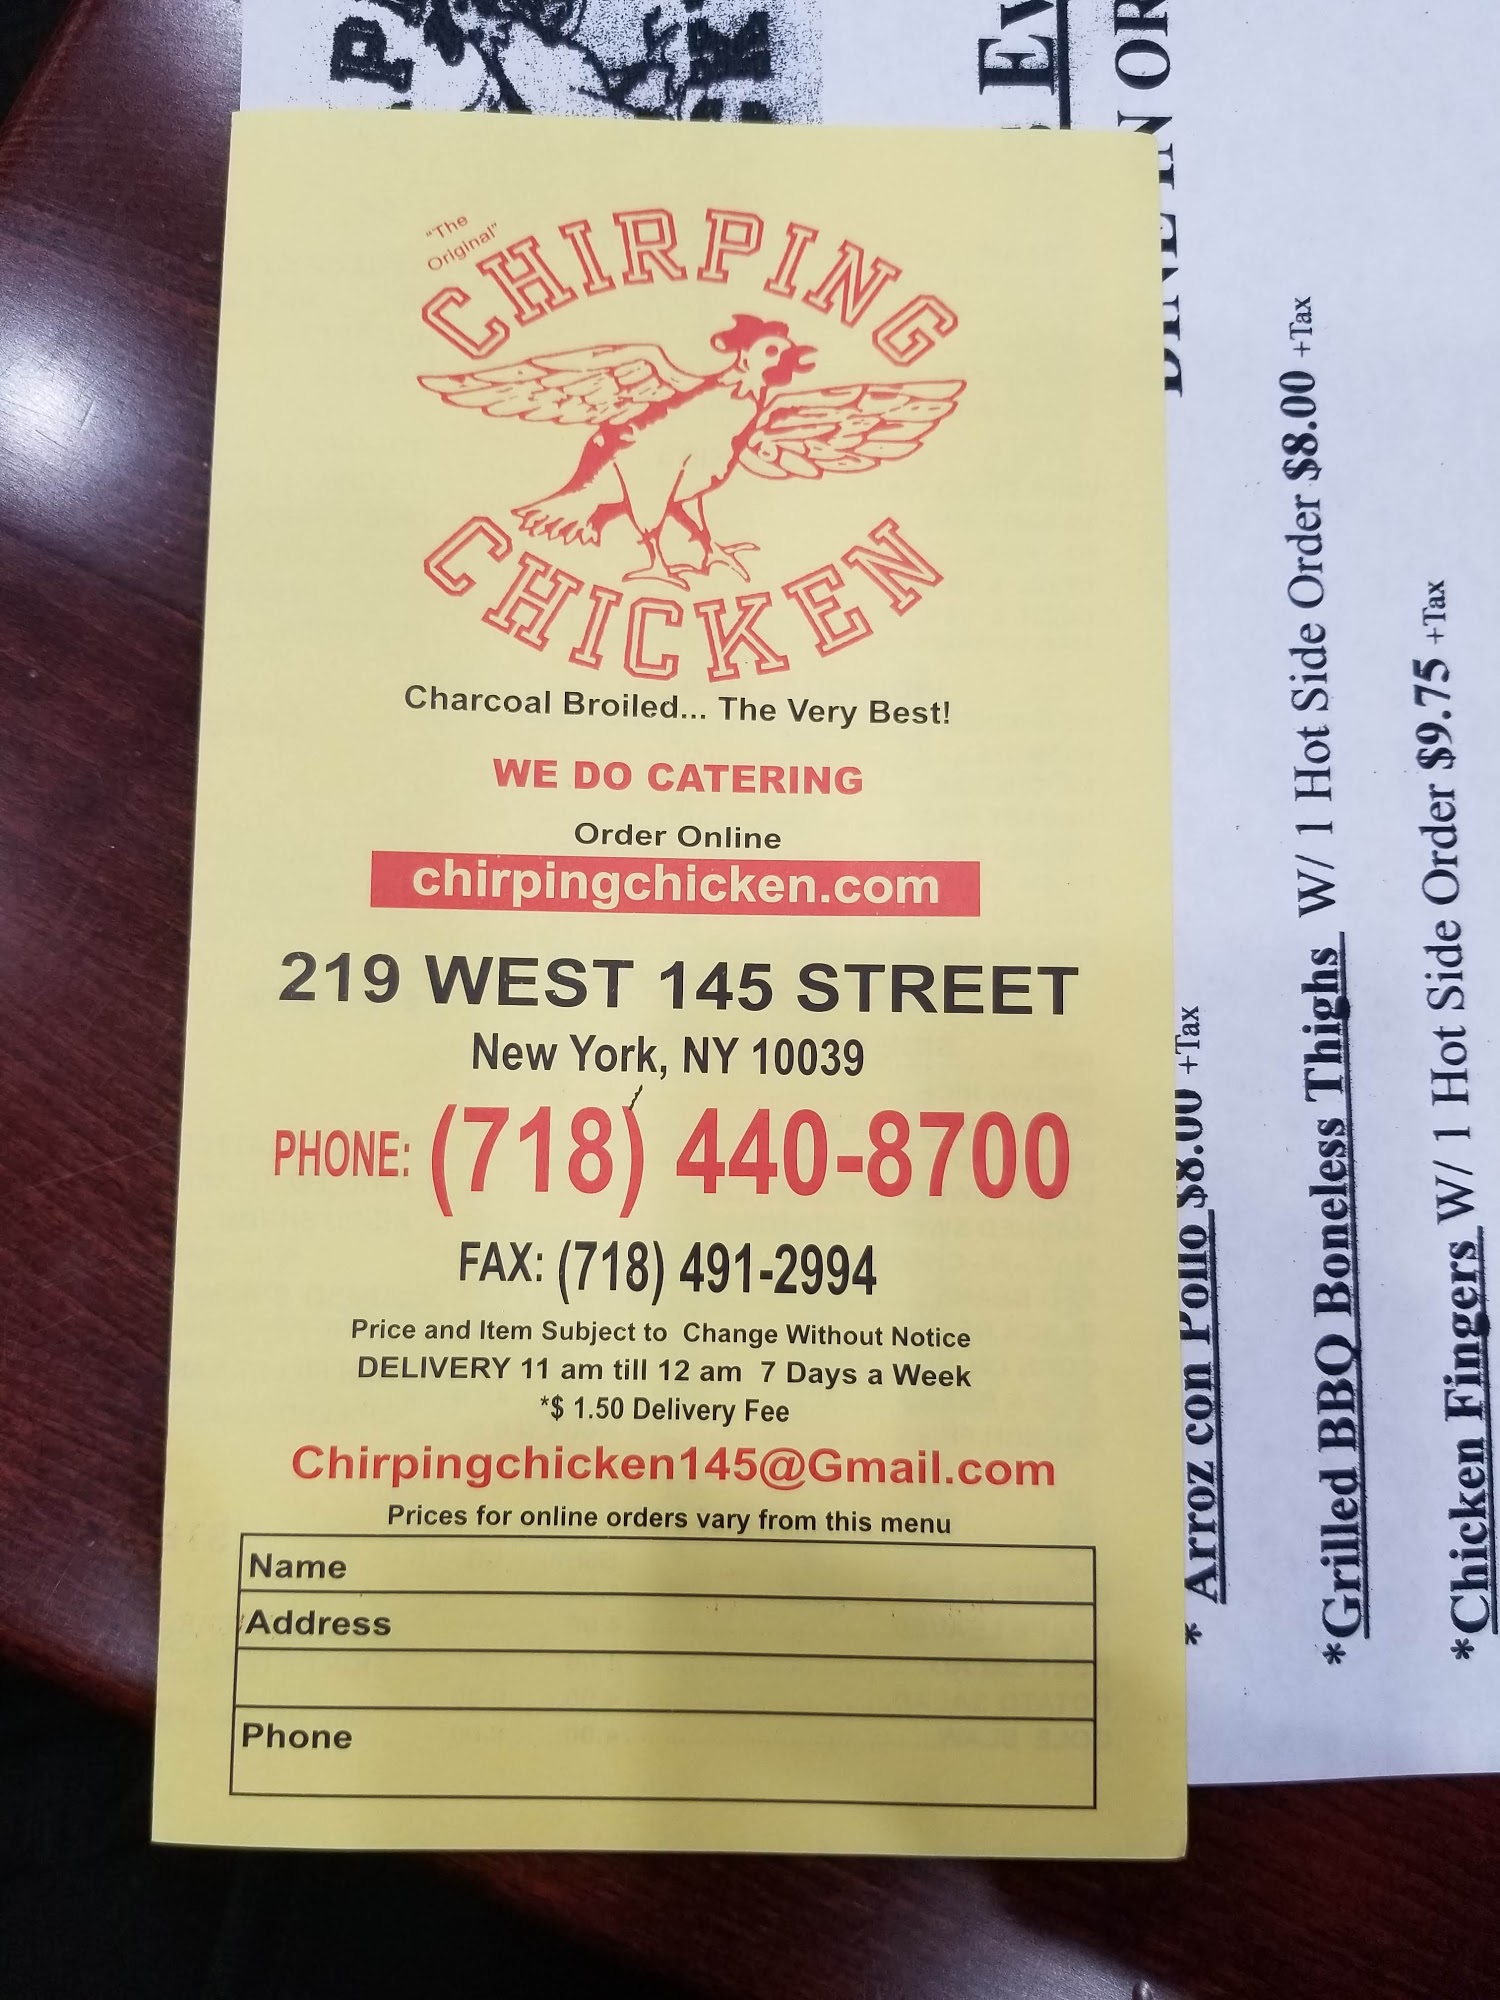 "The
Original"
CHIRPING
CHICKEN
Charcoal Broiled... The Very Best!
WE DO CATERING
Order Online
chirpingchicken.com
219 WEST 145 STREET
New York, NY 10039
PHONE: (718) 440-8700
FAX: (718) 491-2994
Price and Item Subject to Change Without Notice
DELIVERY 11 am till 12 am 7 Days a Week
*$ 1.50 Delivery Fee
Chirpingchicken145@Gmail.com
Prices for online orders vary from this menu
Name
Address
Phone
DINE IN OR
* Arroz con Pollo $8.00 +Tax
*Grilled BBQ Boneless Thighs W/ 1 Hot Side Order $8.00 +Tax
*Chicken Fingers W/ 1 Hot Side Order $9.75 +Tax